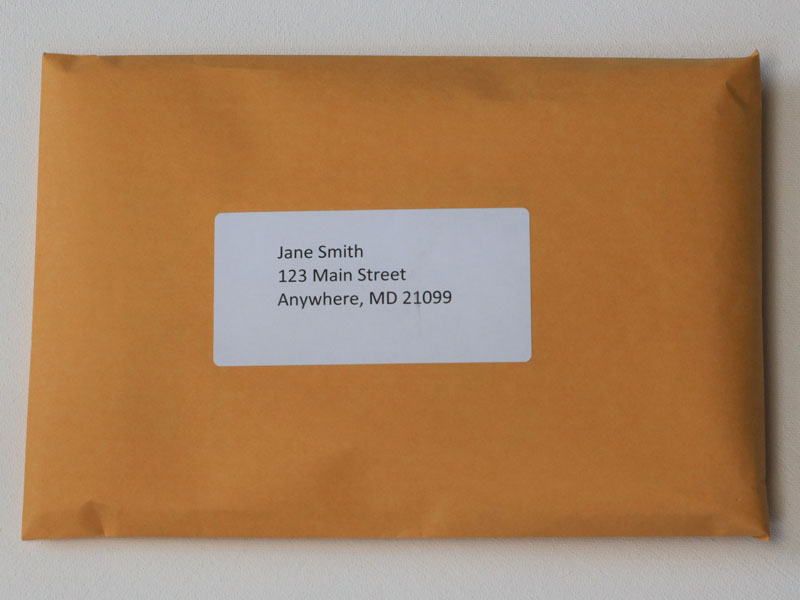 Jane Smith
123 Main Street
Anywhere, MD 21099